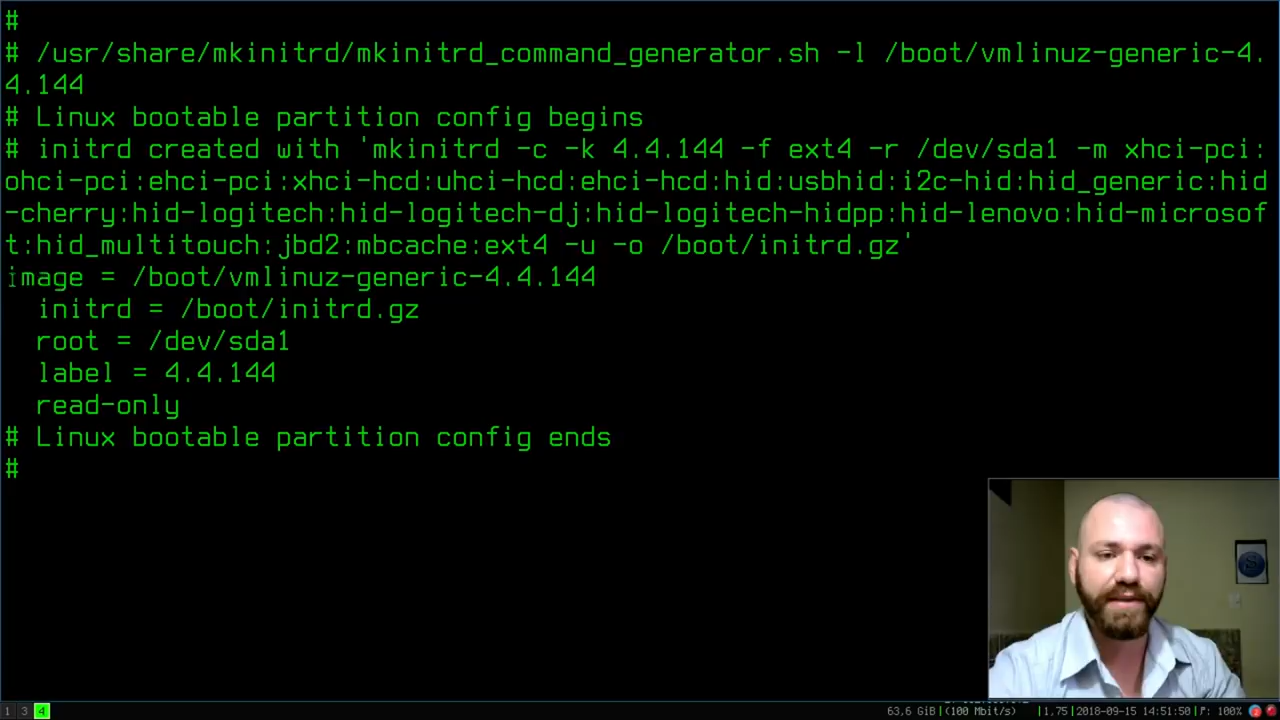 #
# /usr/share/mkinitrd/mkinitrd_command_generator.sh -l /boot/vmlinuz-generic-4.
4.144
# Linux bootable partition config begins
# initrd created with 'mkinitrd -c -k 4.4.144 -f ext4 -r /dev/sda1 -m xhci-pci:
ohci-pci:ehci-pci:xhci-hcd:uhci-hcd:ehci-hcd:hid:usbhid:i2c-hid:hid_generic:hid
-cherry:hid-logitech:hid-logitech-dj:hid-logitech-hidpp:hid-lenovo:hid-microsof
t:hid_multitouch:jbd2:mbcache:ext4 -u -o /boot/initrd.gz'
image = /boot/vmlinuz-generic-4.4.144
  initrd = /boot/initrd.gz
  root = /dev/sda1
  label = 4.4.144
  read-only
# Linux bootable partition config ends
#
1 3 4
63,6 GiB|(100 Mbit/s) |1,75|2018-09-15 14:51:50|♪: 100%